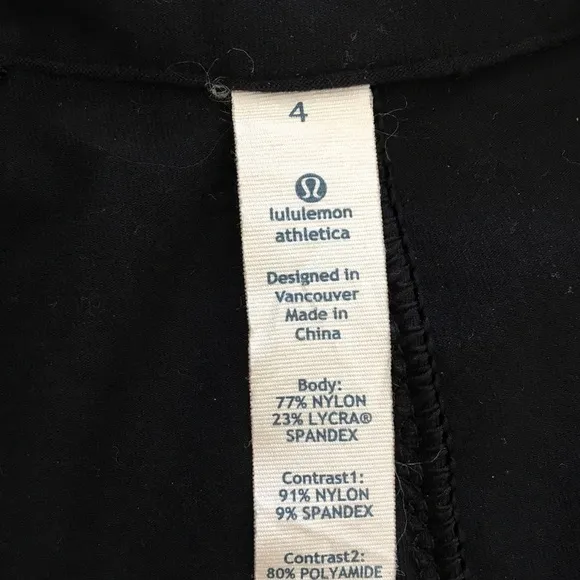 4
lululemon
athletica
Designed in
Vancouver
Made in
China
Body:
77% NYLON
23% LYCRA®
SPANDEX
Contrast1:
91% NYLON
9% SPANDEX
Contrast2:
80% POLYAMIDE